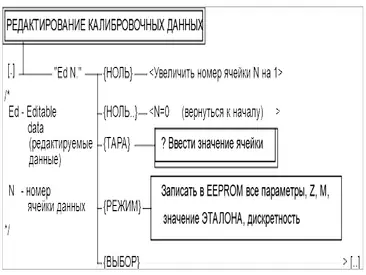 РЕДАКТИРОВАНИЕ КАЛИБРОВОЧНЫХ ДАННЫХ
[.] "Ed N." {НОЛЬ} <Увеличить номер ячейки N на 1>
/*
Ed - Editable {НОЛЬ..} <N=0 (вернуться к началу) >
data
(редактируемые {ТАРА} ? Ввести значение ячейки
данные)
N - номер Записать в EEPROM все параметры, Z, M,
ячейки данных {РЕЖИМ} значение ЭТАЛОНА, дискретность
*/
{ВЫБОР} > [..]